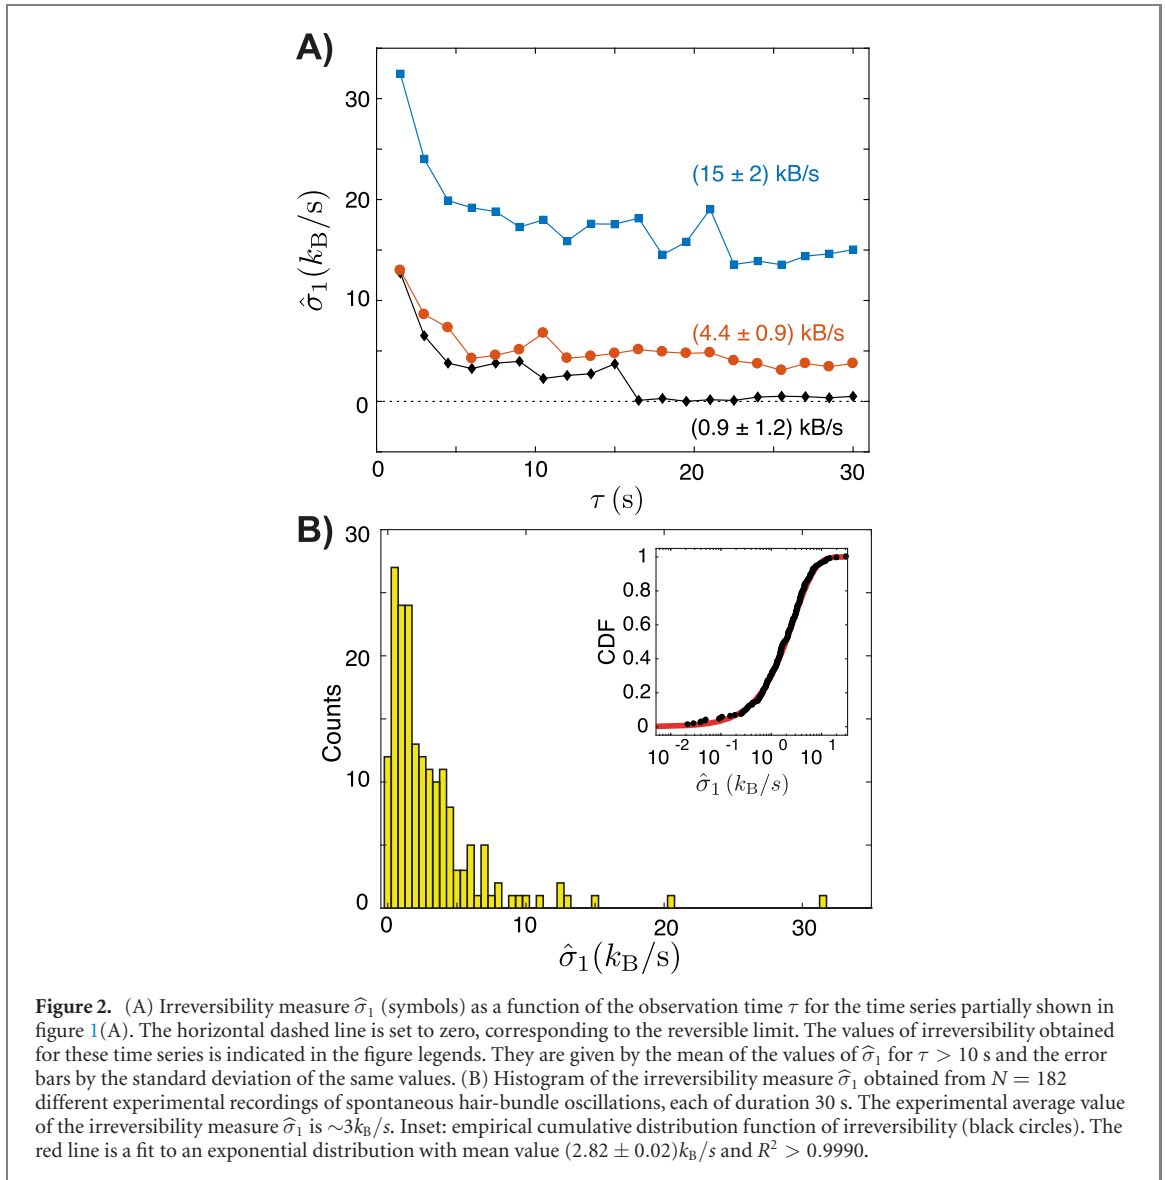 A)
30
20
10
0
σ̂₁(k_B/s)
(15 ± 2) kB/s
(4.4 ± 0.9) kB/s
(0.9 ± 1.2) kB/s
0 10 20 30
τ (s)
B)
30
20
10
0
Counts
0 10 20 30
σ̂₁(k_B/s)
1
0.8
0.6
0.4
0.2
0
CDF
10⁻² 10⁻¹ 10⁰ 10¹
σ̂₁ (k_B/s)
Figure 2. (A) Irreversibility measure σ̂₁ (symbols) as a function of the observation time τ for the time series partially shown in
figure 1(A). The horizontal dashed line is set to zero, corresponding to the reversible limit. The values of irreversibility obtained
for these time series is indicated in the figure legends. They are given by the mean of the values of σ̂₁ for τ > 10 s and the error
bars by the standard deviation of the same values. (B) Histogram of the irreversibility measure σ̂₁ obtained from N = 182
different experimental recordings of spontaneous hair-bundle oscillations, each of duration 30 s. The experimental average value
of the irreversibility measure σ̂₁ is ∼3k_B/s. Inset: empirical cumulative distribution function of irreversibility (black circles). The
red line is a fit to an exponential distribution with mean value (2.82 ± 0.02)k_B/s and R² > 0.9990.